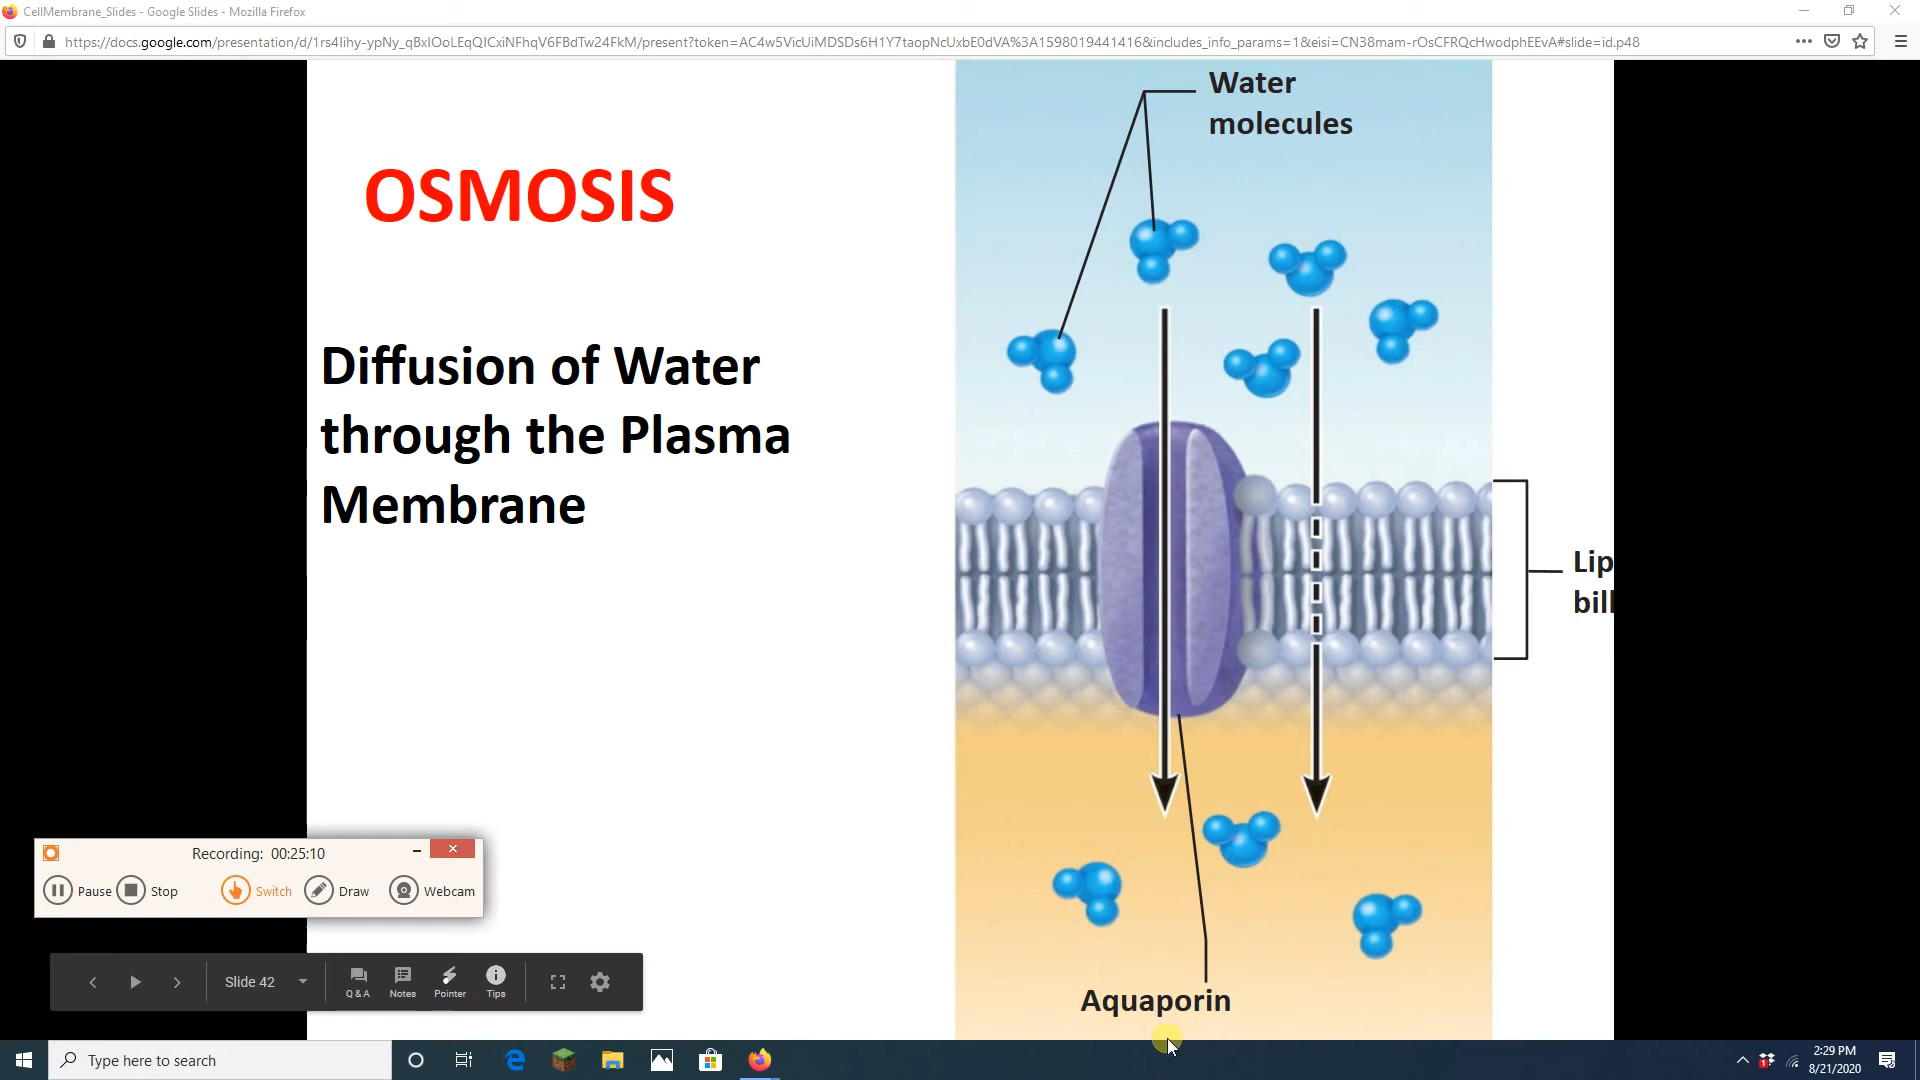 CellMembrane_Slides - Google Slides - Mozilla Firefox
https://docs.google.com/presentation/d/1rs4Iihy-ypNy_qBxIOoLEqQICxiNFhqV6FBdTw24FkM/present?token=AC4w5VicUiMDSDs6H1Y7taopNcUxbE0dVA%3A1598019441416&includes_info_params=1&eisi=CN38mam-rOsCFRQcHwodphEEvA#slide=id.p48
Water
molecules
OSMOSIS
Diffusion of Water
through the Plasma
Membrane
Lip
bil
Recording: 00:25:10
Pause Stop Switch Draw Webcam
Slide 42 Q & A Notes Pointer Tips
Aquaporin
Type here to search
2:29 PM
8/21/2020